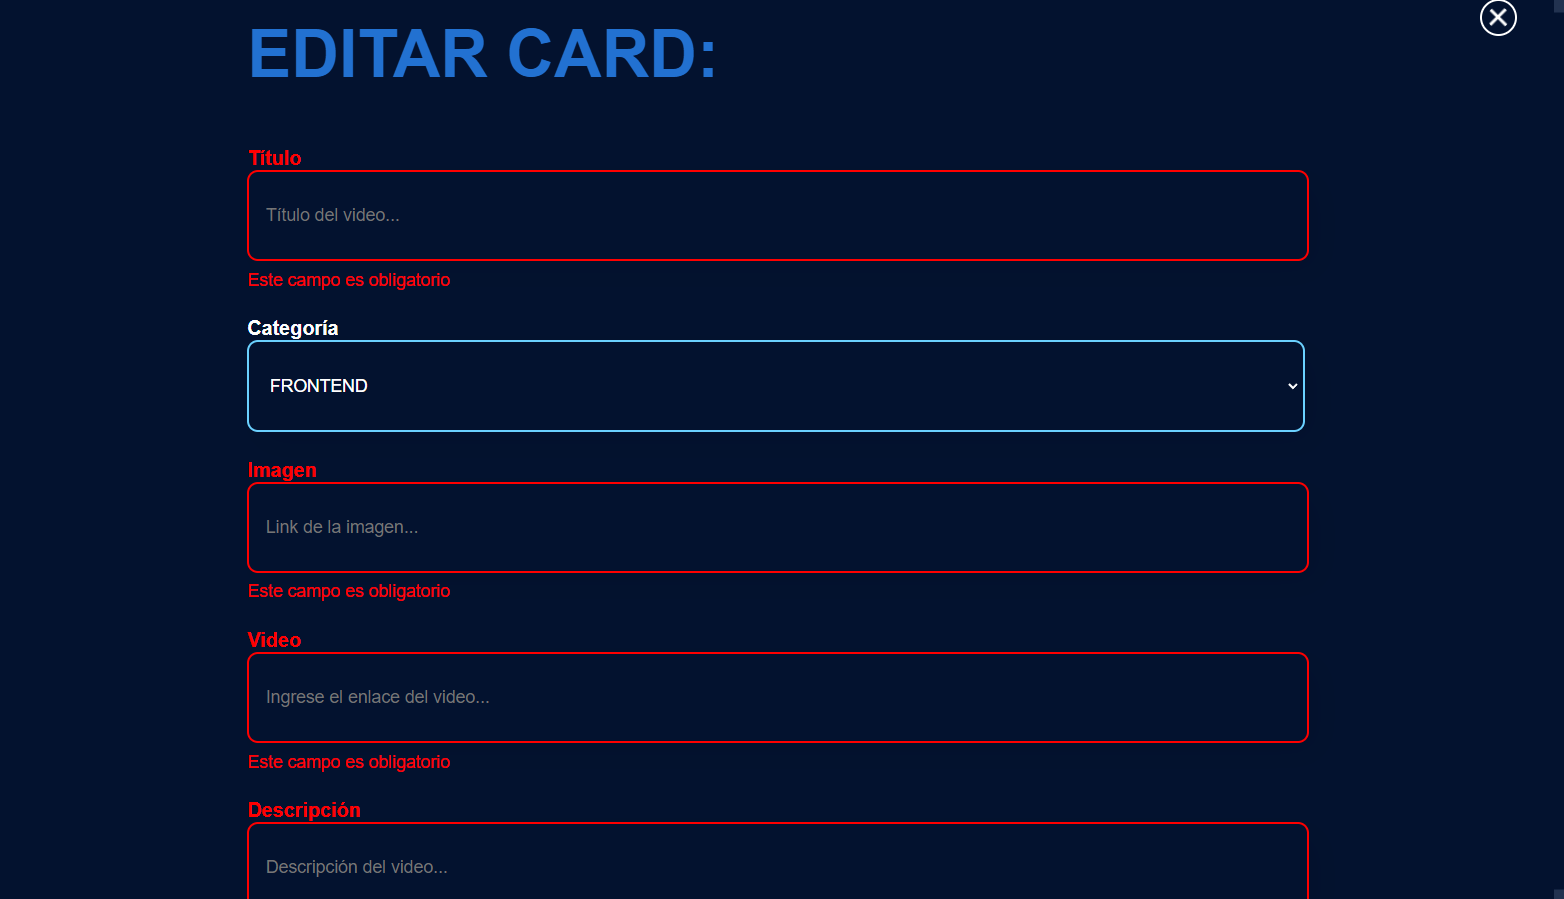 EDITAR CARD:
Título
Título del video...
Este campo es obligatorio
Categoría
FRONTEND
Imagen
Link de la imagen...
Este campo es obligatorio
Video
Ingrese el enlace del video...
Este campo es obligatorio
Descripción
Descripción del video...